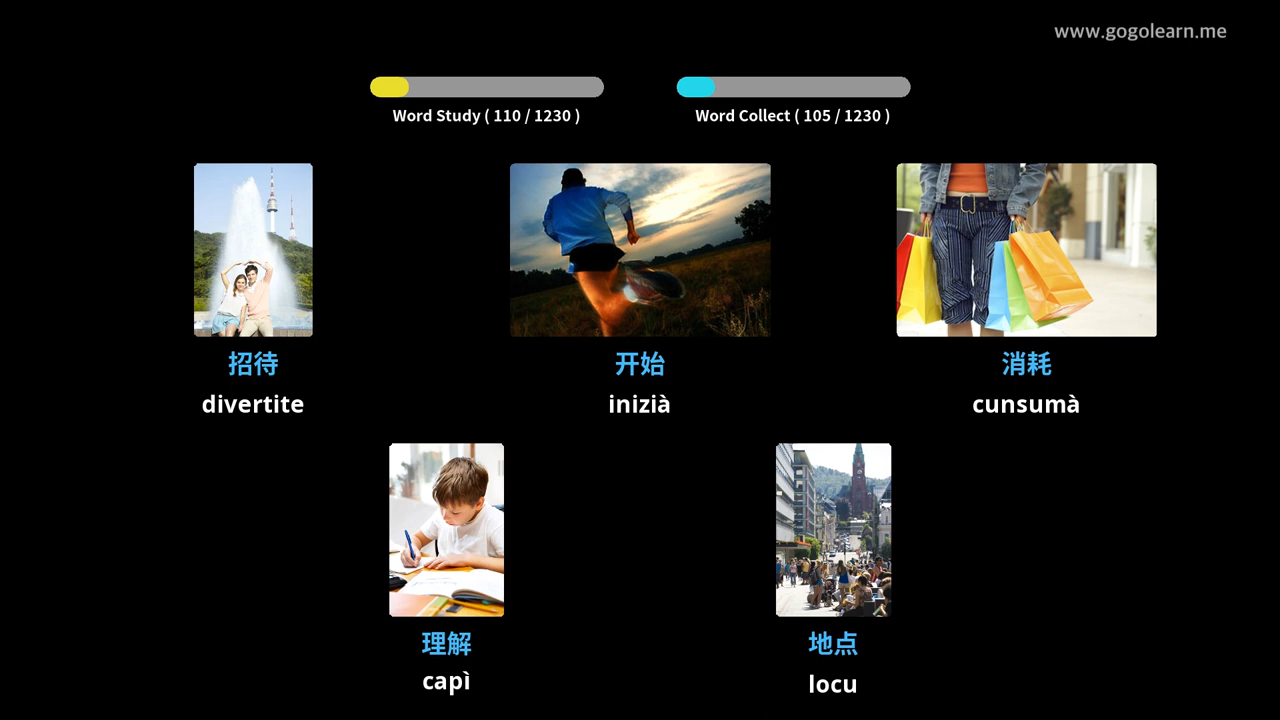 www.gogolearn.me
Word Study ( 110 / 1230 )
Word Collect ( 105 / 1230 )
招待
divertite
开始
inizià
消耗
cunsumà
理解
capì
地点
locu